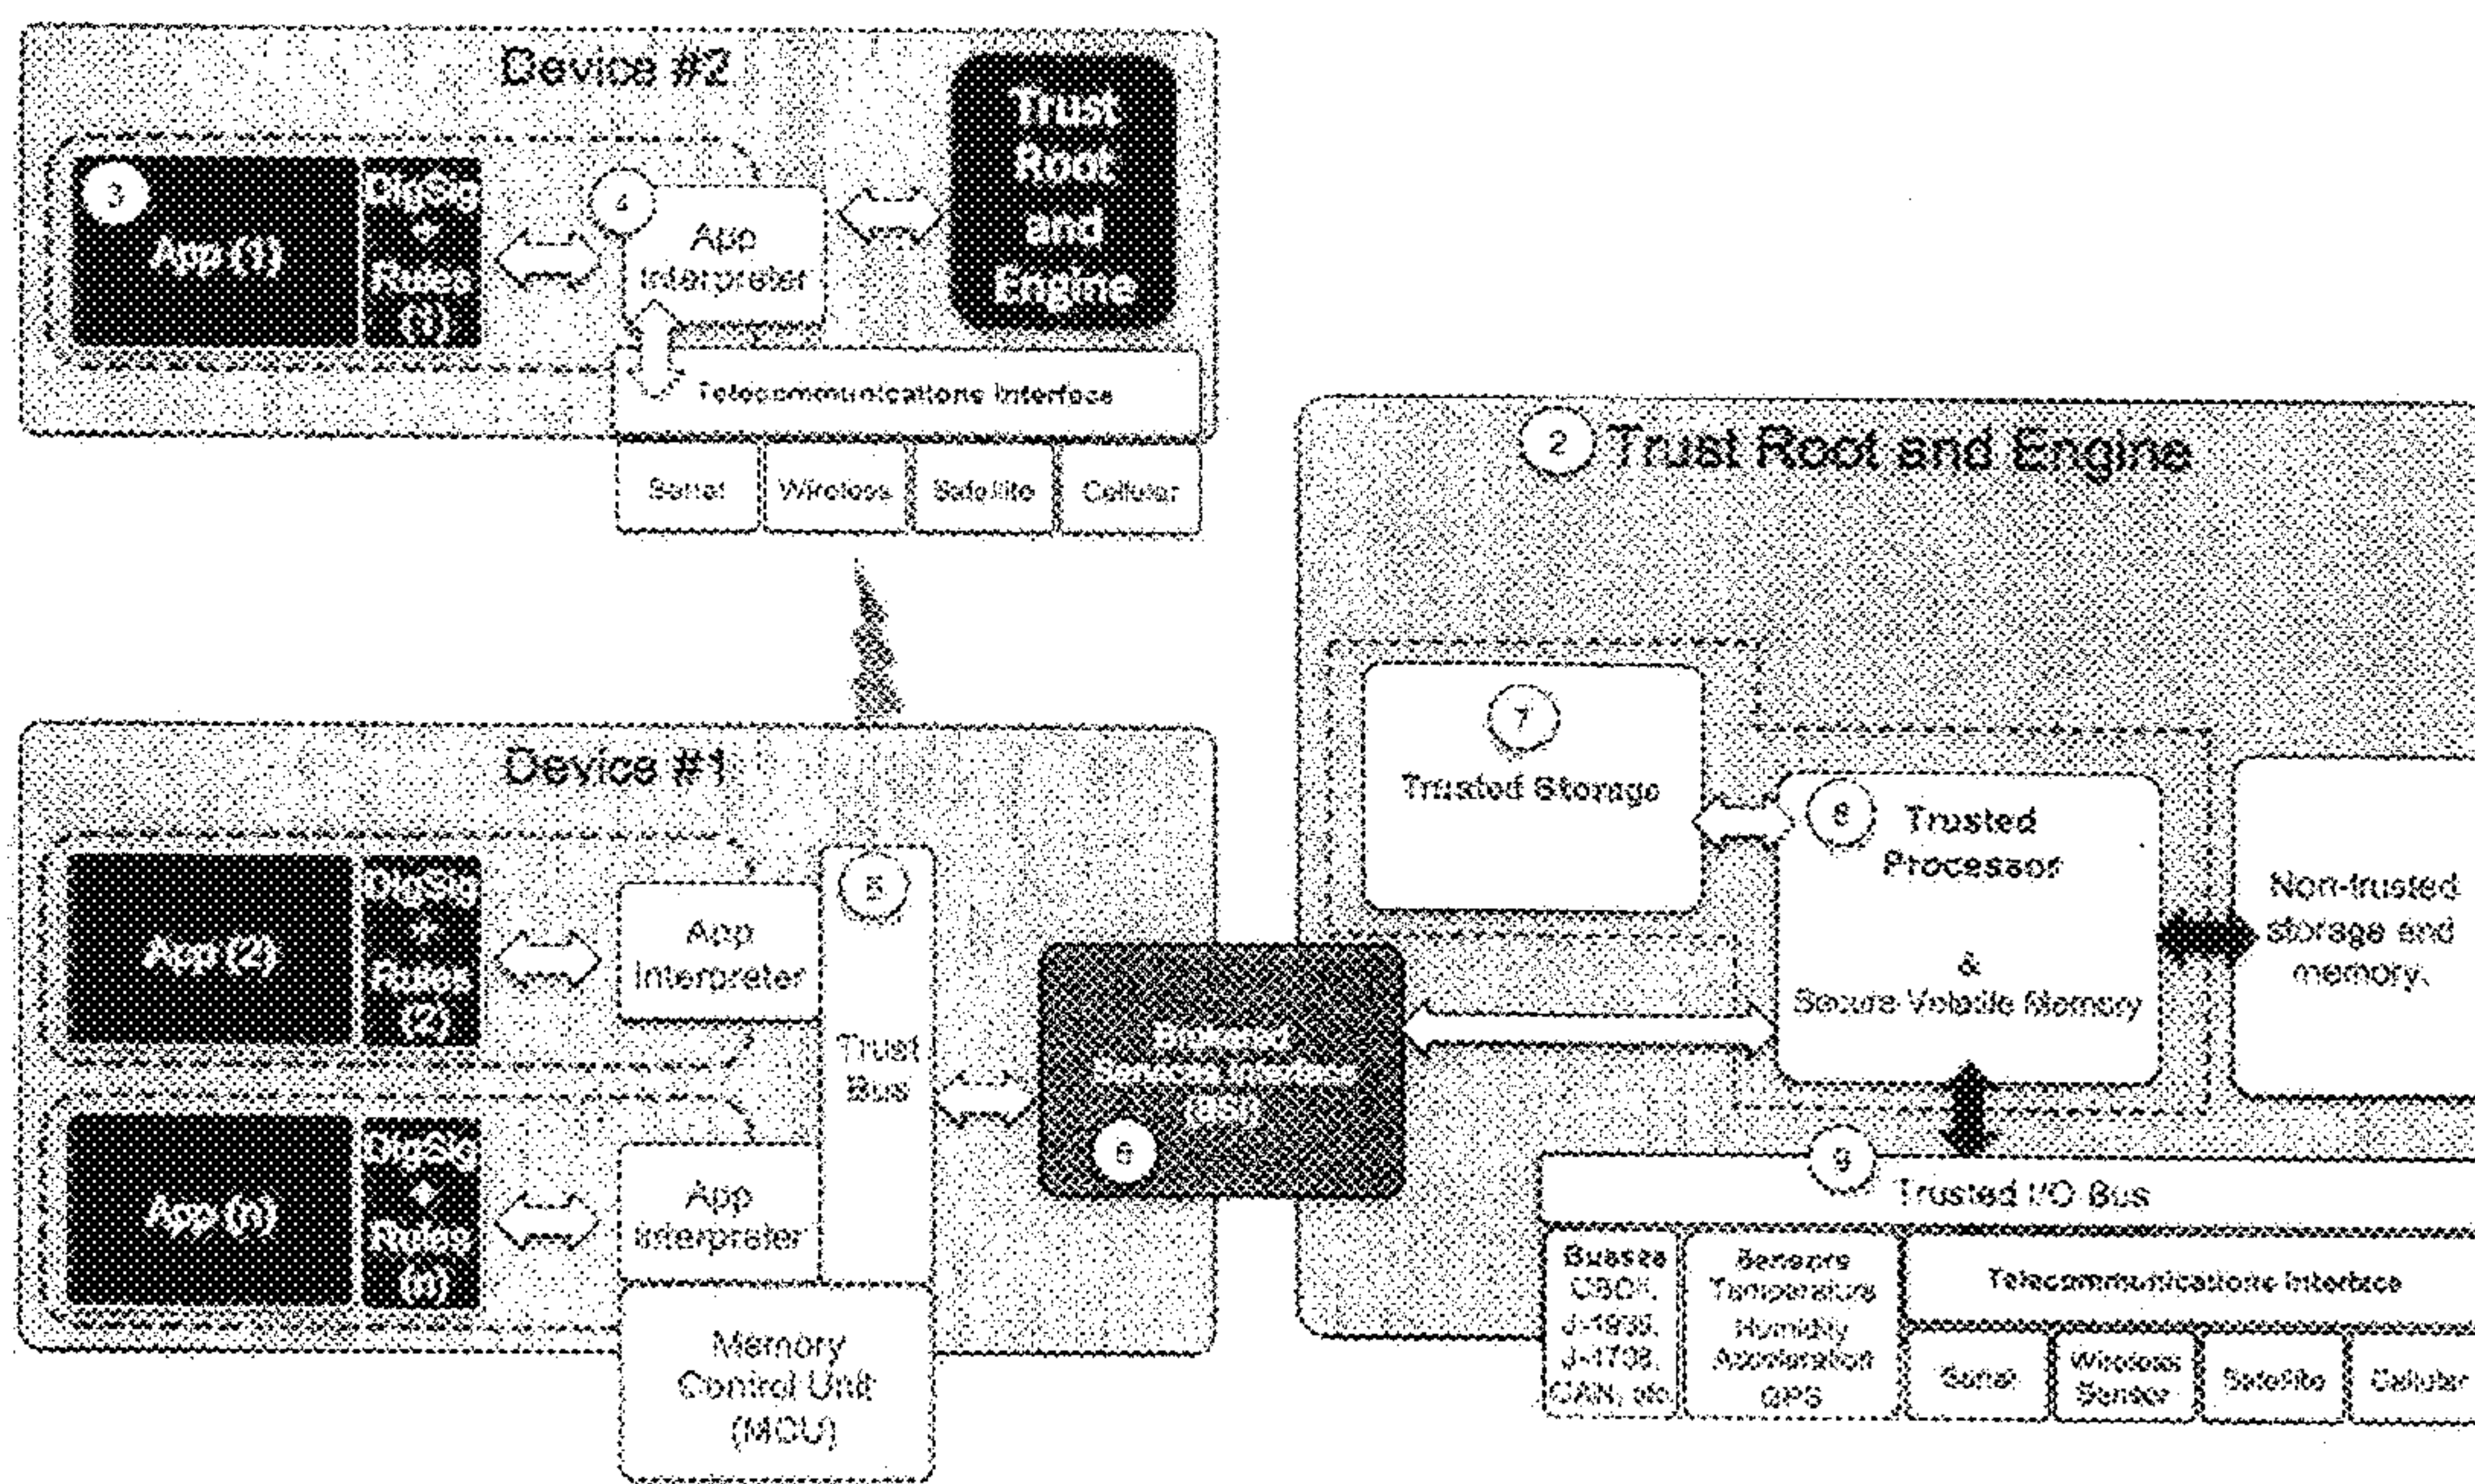 Device #2
3
App (1)
DigSig
+
Rules
(1)
4
App
Interpreter
Trust
Root
and
Engine
Telecommunications Interface
Serial
Wireless
Satellite
Cellular
2
Trust Root and Engine
7
Trusted Storage
8
Trusted
Processor
&
Secure Volatile Memory
Non-trusted
storage and
memory.
Device #1
App (2)
DigSig
+
Rules
(2)
App
Interpreter
5
Trust
Bus
Services Interface
6
App (n)
DigSig
+
Rules
(n)
App
Interpreter
Memory
Control Unit
(MCU)
9
Trusted I/O Bus
Busses
J-1708,
CAN, etc
Sensors
Temperature
Humidity
Acceleration
GPS
Telecommunications Interface
Serial
Wireless
Sensor
Satellite
Cellular